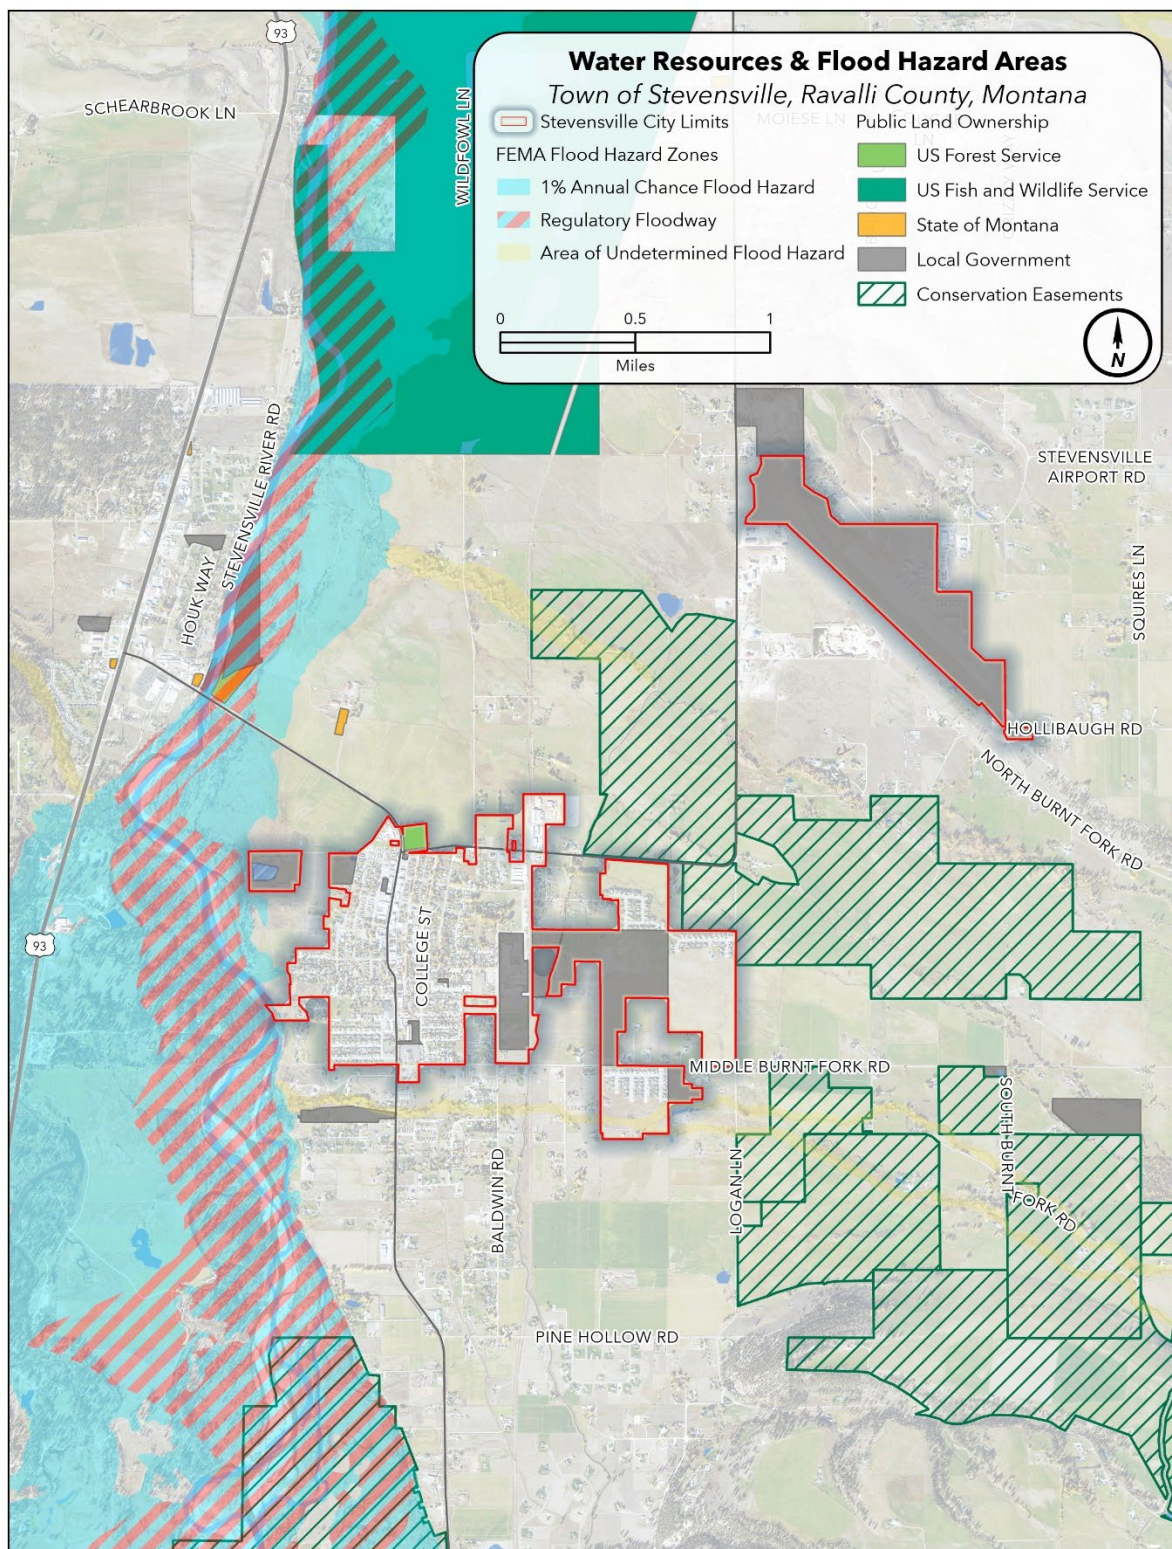 93
SCHEARBROOK LN
WILDFOWL LN
Water Resources & Flood Hazard Areas
Town of Stevensville, Ravalli County, Montana
Stevensville City Limits
FEMA Flood Hazard Zones
1% Annual Chance Flood Hazard
Regulatory Floodway
Area of Undetermined Flood Hazard
Public Land Ownership
US Forest Service
US Fish and Wildlife Service
State of Montana
Local Government
Conservation Easements
0 0.5 1
Miles
N
MOIESE LN
STEVENSVILLE
AIRPORT RD
STEVENSVILLE RIVER RD
HOUK WAY
SQUIRES LN
HOLLIBAUGH RD
NORTH BURNT FORK RD
93
COLLEGE ST
MIDDLE BURNT FORK RD
SOUTH BURNT FORK RD
LOGAN LN
BALDWIN RD
PINE HOLLOW RD